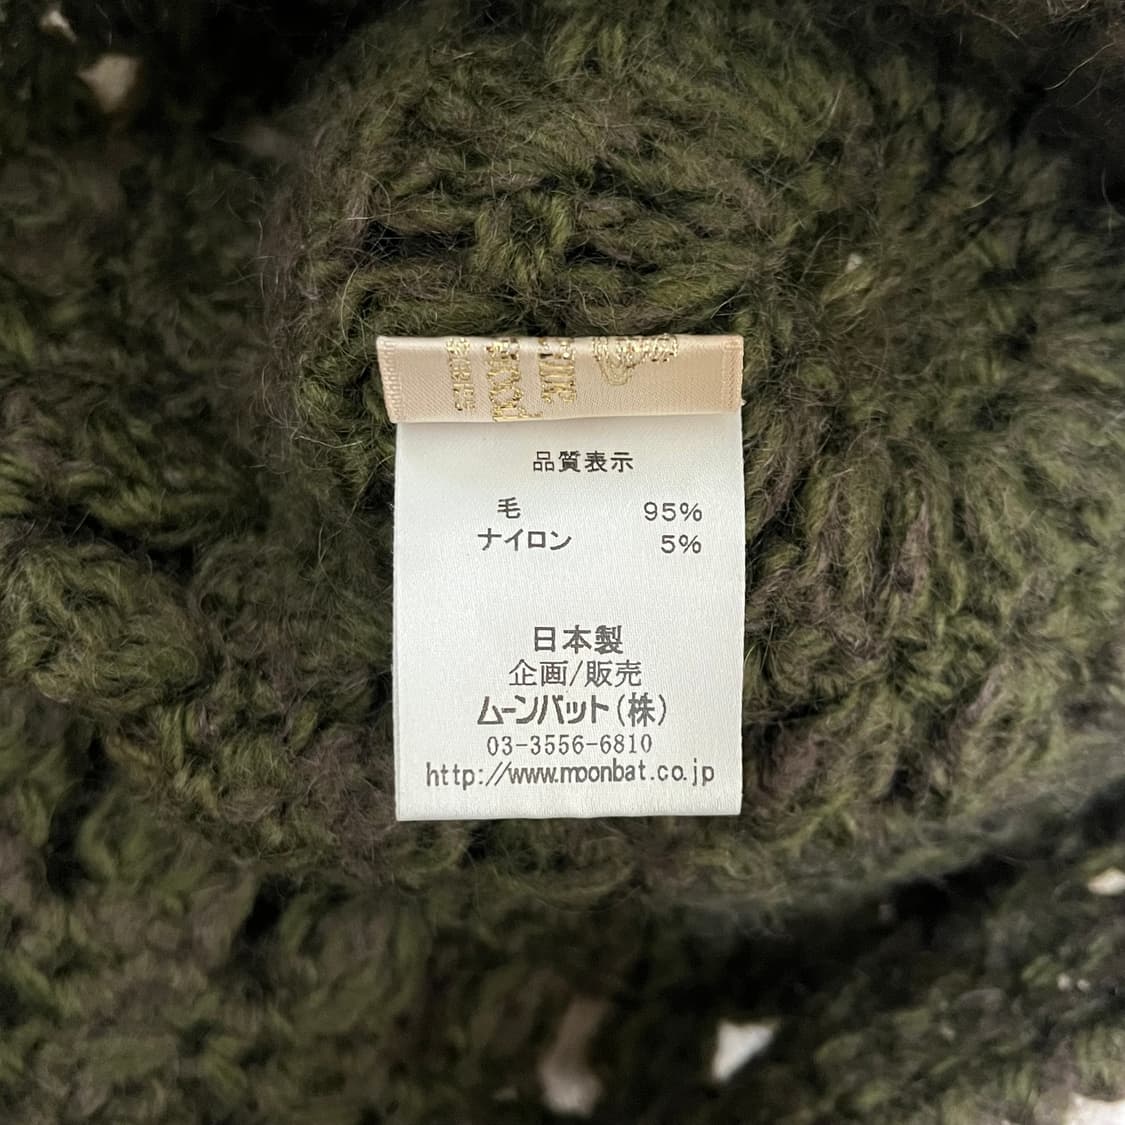 品質表示
毛 95%
ナイロン 5%
日本製
企画/販売
ムーンバット(株)
03-3556-6810
http://www.moonbat.co.jp